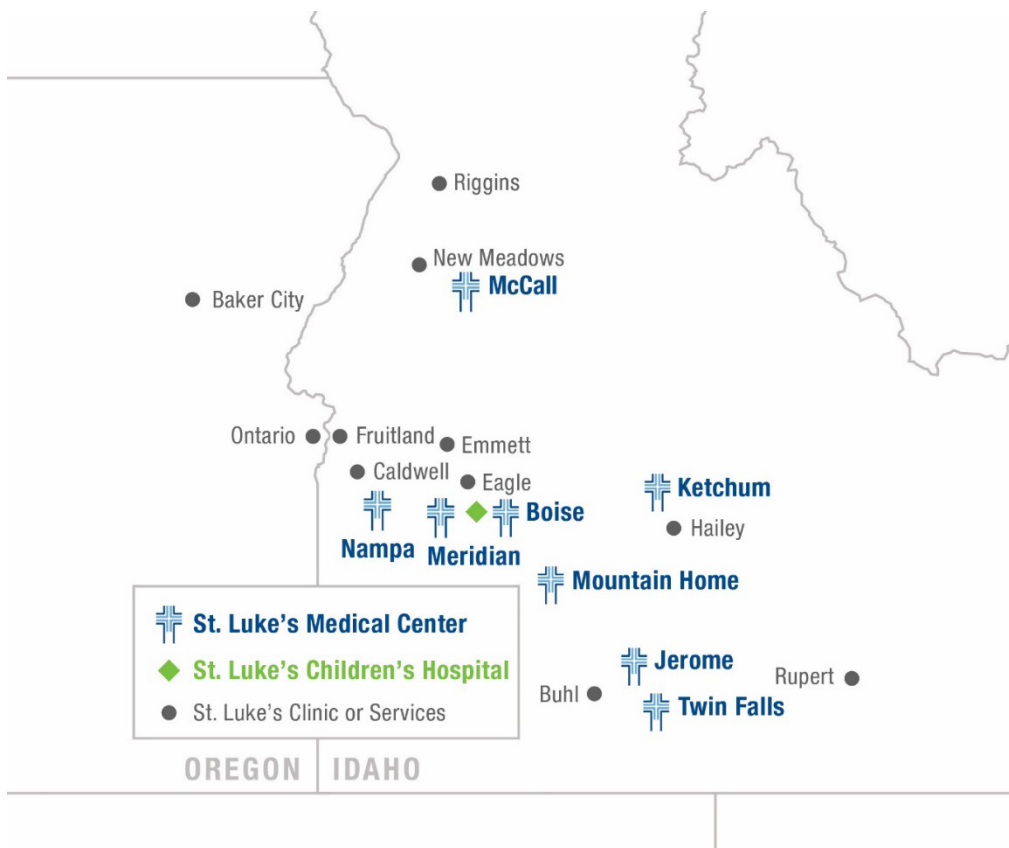 Riggins
New Meadows
McCall
Baker City
Ontario
Fruitland
Emmett
Caldwell
Eagle
Ketchum
Boise
Hailey
Nampa
Meridian
Mountain Home
St. Luke's Medical Center
St. Luke's Children's Hospital
St. Luke's Clinic or Services
Jerome
Rupert
Buhl
Twin Falls
OREGON
IDAHO